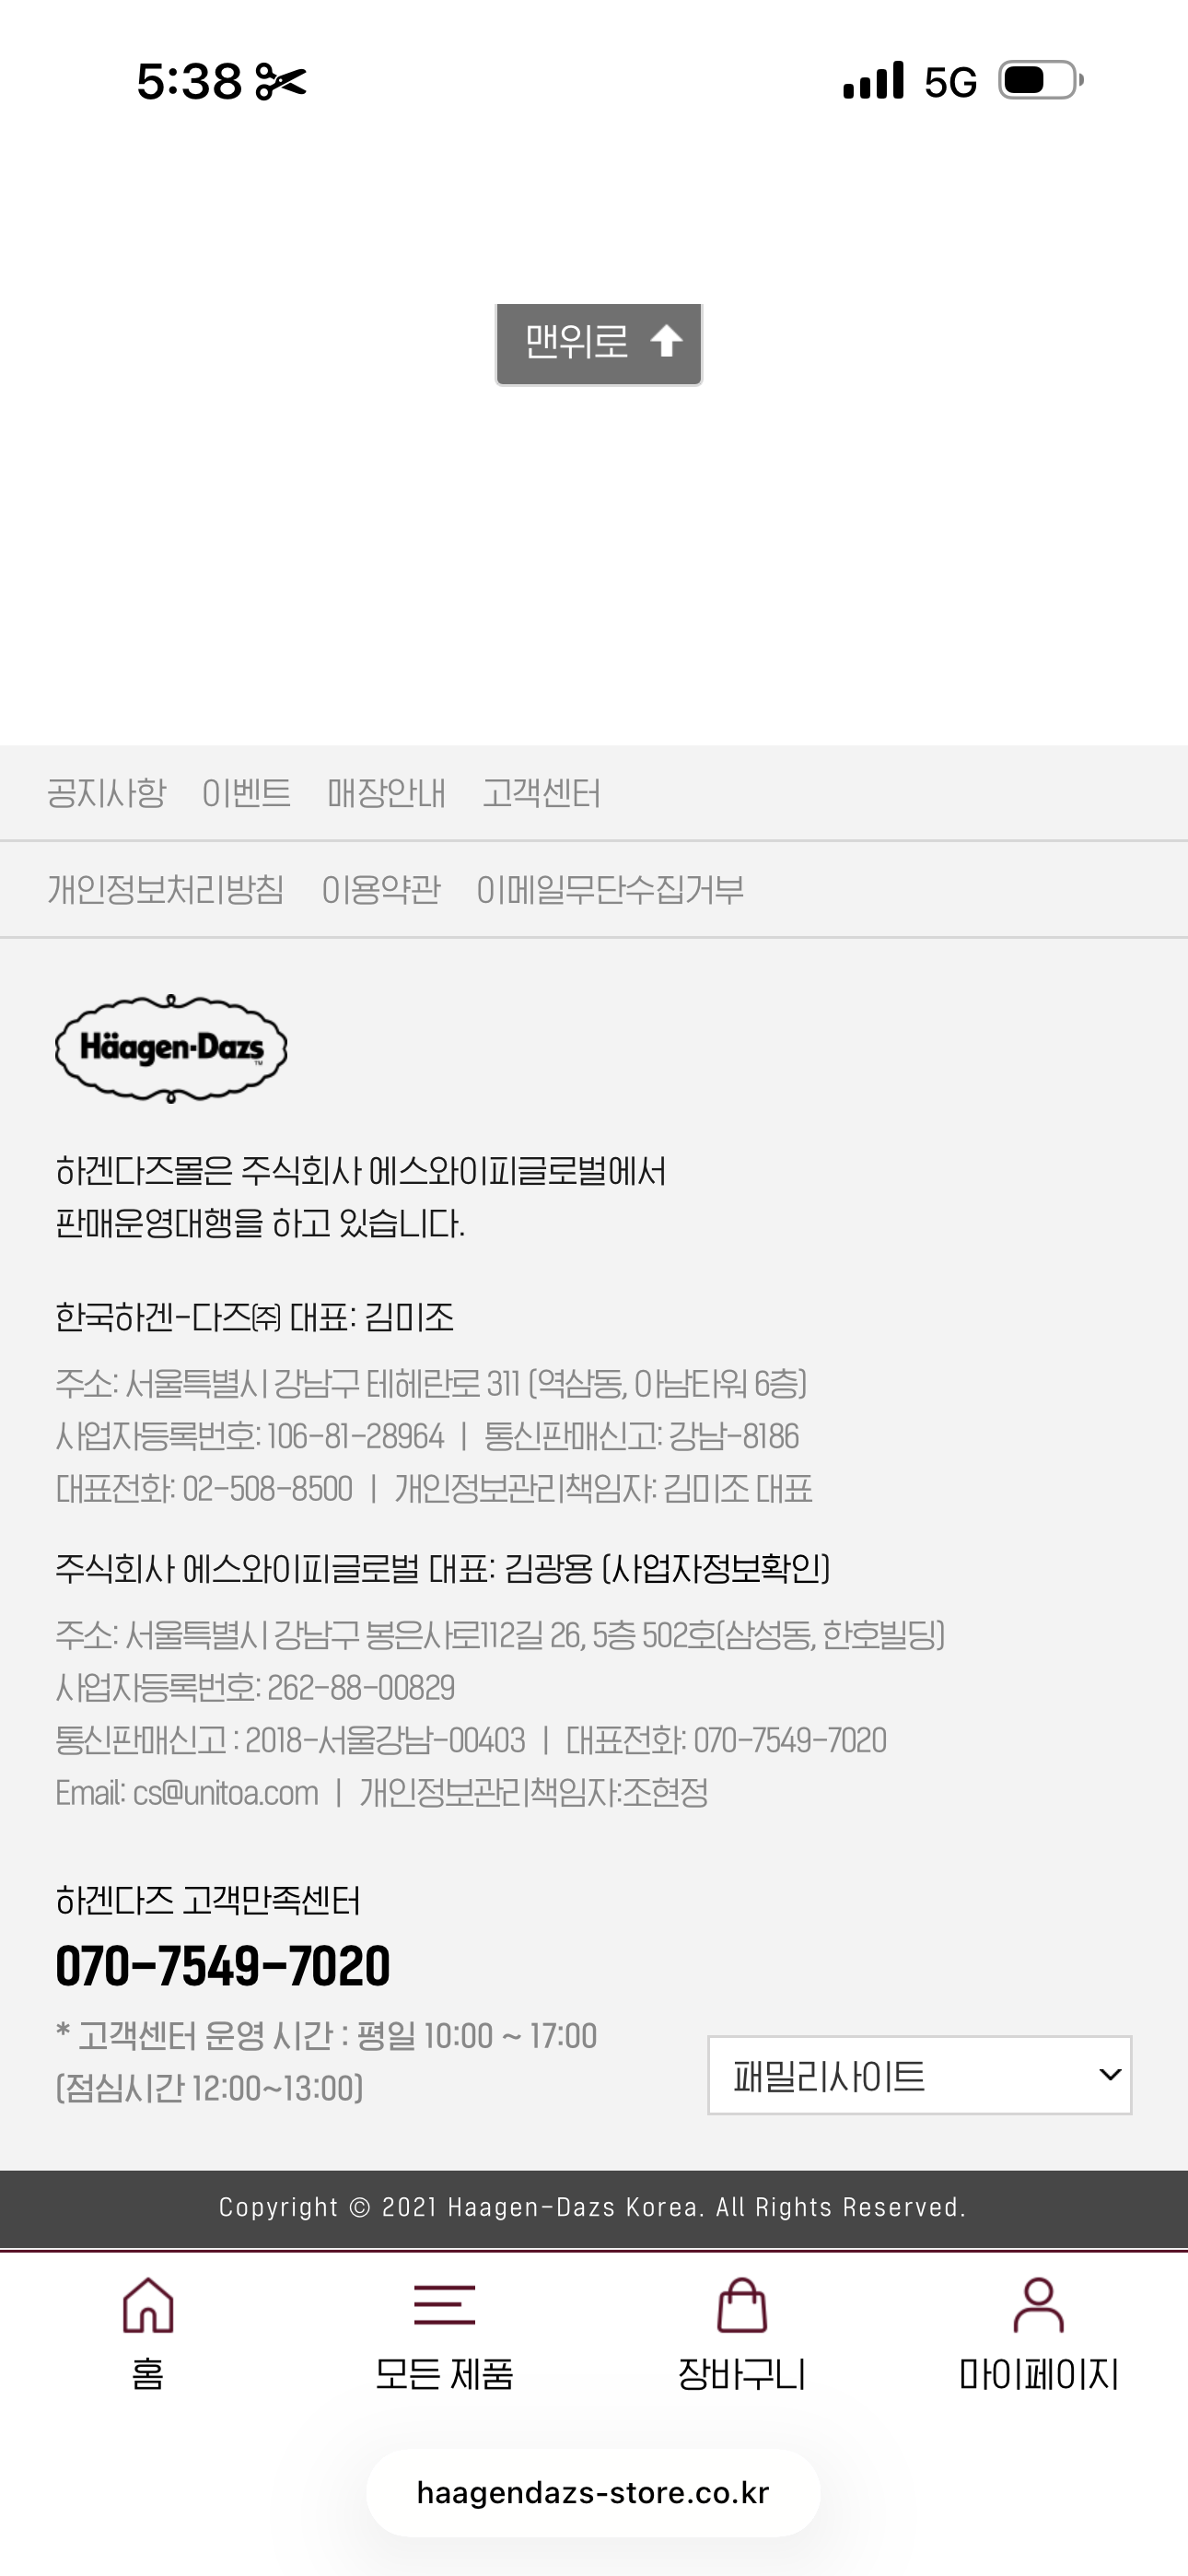 5:38 5G
맨위로
공지사항 이벤트 매장안내 고객센터
개인정보처리방침 이용약관 이메일무단수집거부
Häagen-Dazs™
하겐다즈몰은 주식회사 에스와이피글로벌에서
판매운영대행을 하고 있습니다.
한국하겐-다즈㈜ 대표: 김미조
주소: 서울특별시 강남구 테헤란로 311 (역삼동, 아남타워 6층)
사업자등록번호: 106-81-28964 | 통신판매신고: 강남-8186
대표전화: 02-508-8500 | 개인정보관리책임자: 김미조 대표
주식회사 에스와이피글로벌 대표: 김광용 (사업자정보확인)
주소: 서울특별시 강남구 봉은사로112길 26, 5층 502호(삼성동, 한호빌딩)
사업자등록번호: 262-88-00829
통신판매신고 : 2018-서울강남-00403 | 대표전화: 070-7549-7020
Email: cs@unitoa.com | 개인정보관리책임자:조현정
하겐다즈 고객만족센터
070-7549-7020
* 고객센터 운영 시간 : 평일 10:00 ~ 17:00
(점심시간 12:00~13:00)
패밀리사이트
Copyright © 2021 Haagen-Dazs Korea. All Rights Reserved.
홈 모든 제품 장바구니 마이페이지
haagendazs-store.co.kr